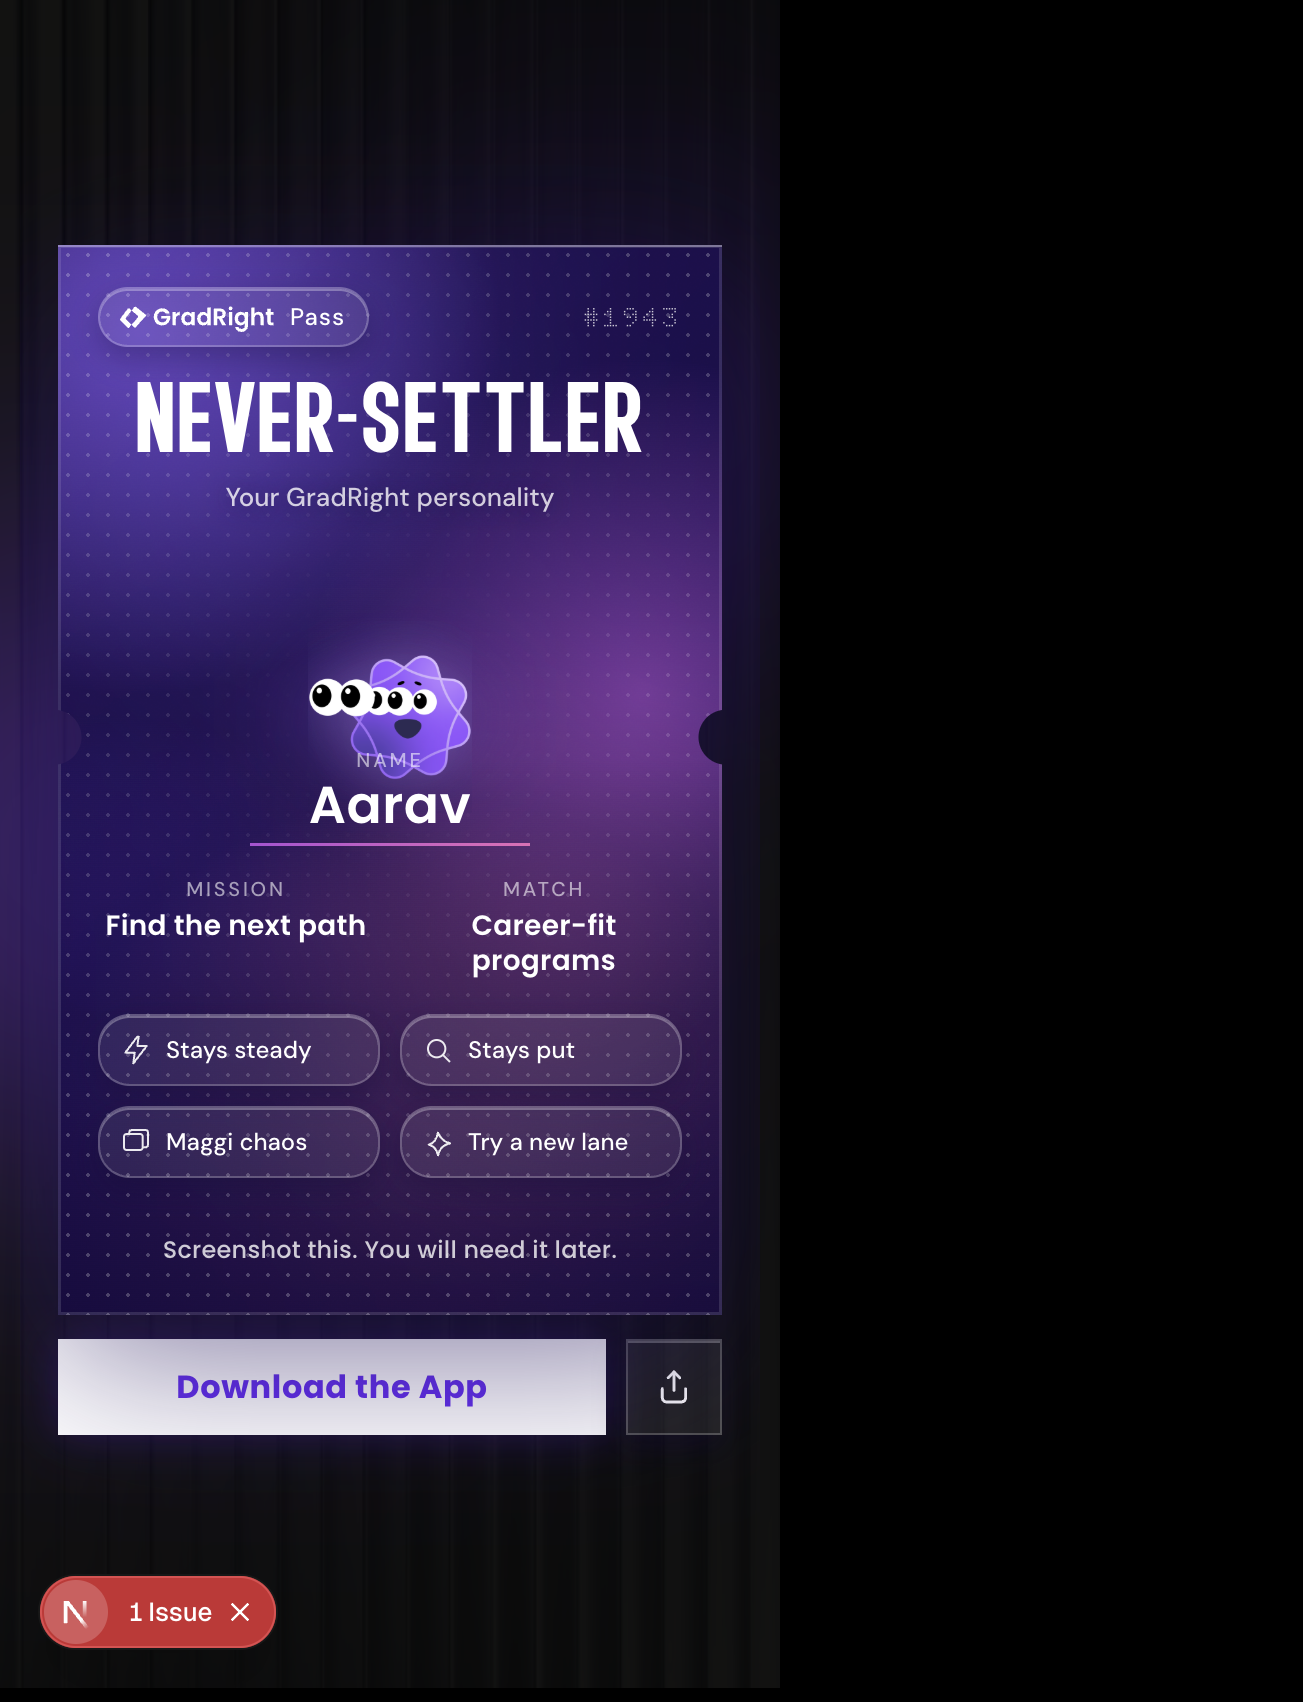 GradRight Pass
#1943
NEVER-SETTLER
Your GradRight personality
NAME
Aarav
MISSION
Find the next path
MATCH
Career-fit
programs
Stays steady
Stays put
Maggi chaos
Try a new lane
Screenshot this. You will need it later.
Download the App
N
1 Issue